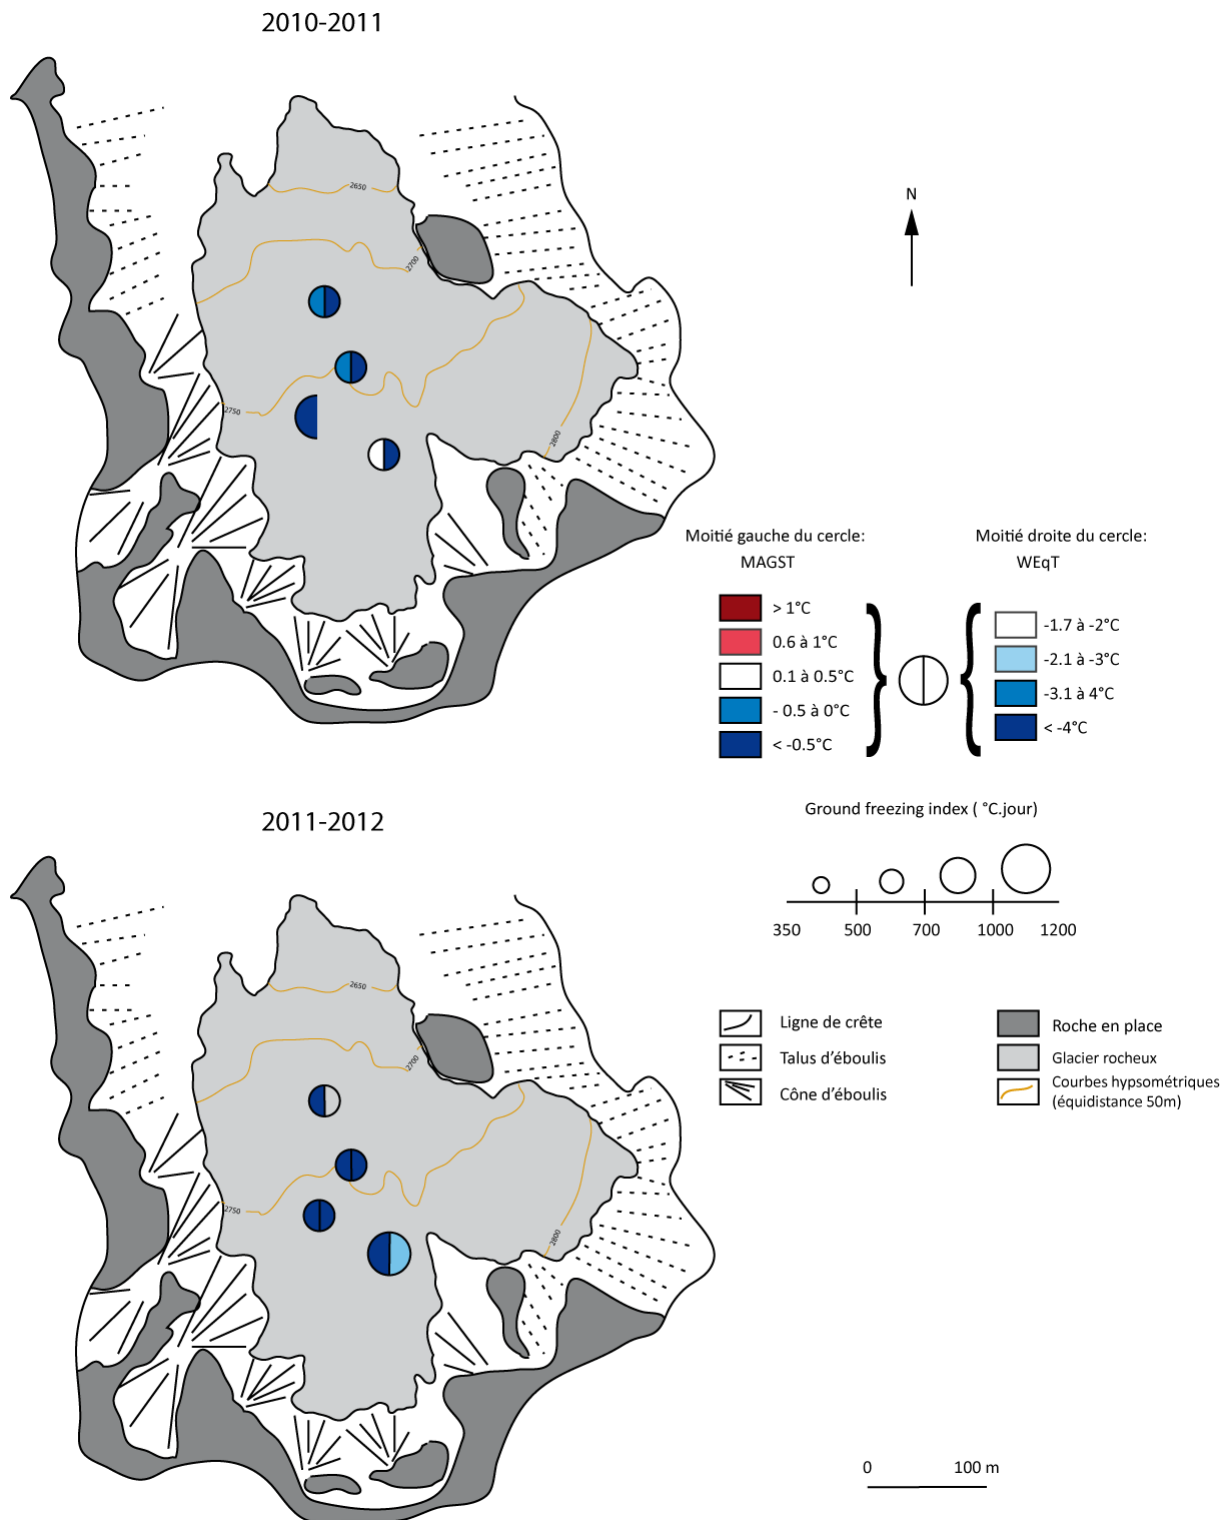 2010-2011
N
2650
2700
2750
2800
Moitié gauche du cercle:
MAGST
> 1°C
0.6 à 1°C
0.1 à 0.5°C
- 0.5 à 0°C
< -0.5°C
Moitié droite du cercle:
WEqT
-1.7 à -2°C
-2.1 à -3°C
-3.1 à 4°C
< -4°C
2011-2012
Ground freezing index ( °C.jour)
350 500 700 1000 1200
2650
2700
2750
2800
Ligne de crête
Talus d'éboulis
Cône d'éboulis
Roche en place
Glacier rocheux
Courbes hypsométriques
(équidistance 50m)
0 100 m